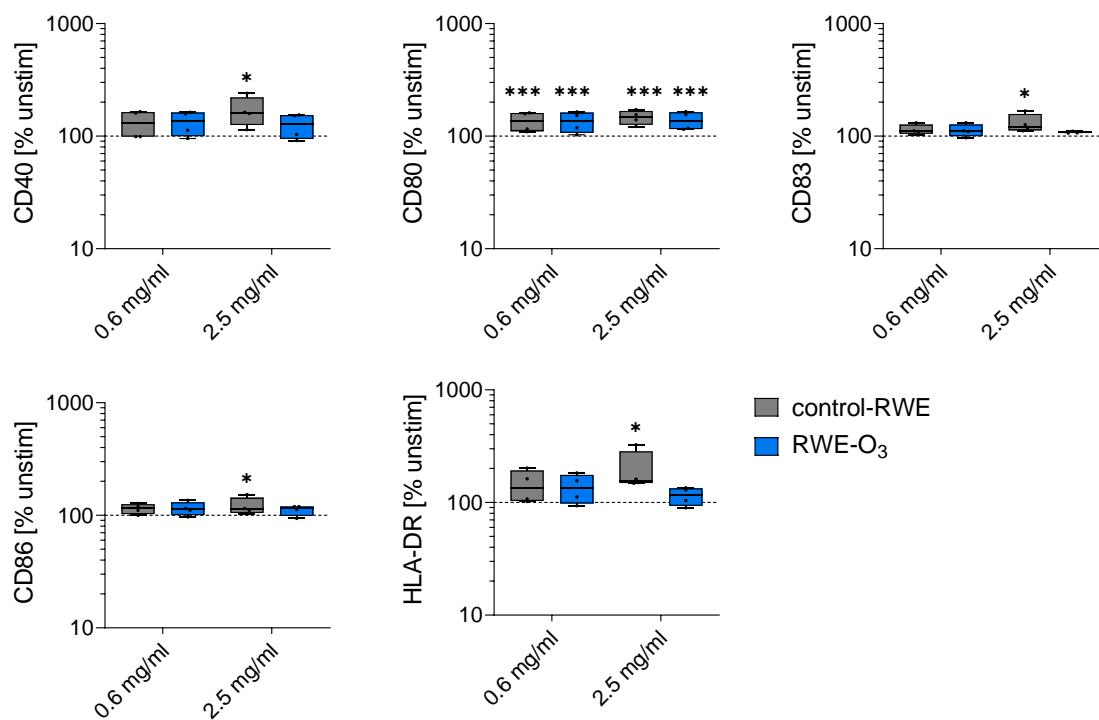 CD40 [% unstim]
1000
100
10
*
0.6 mg/ml
2.5 mg/ml
CD80 [% unstim]
1000
100
10
*** *** *** ***
0.6 mg/ml
2.5 mg/ml
CD83 [% unstim]
1000
100
10
*
0.6 mg/ml
2.5 mg/ml
CD86 [% unstim]
1000
100
10
*
0.6 mg/ml
2.5 mg/ml
HLA-DR [% unstim]
1000
100
10
*
0.6 mg/ml
2.5 mg/ml
control-RWE
RWE-O₃